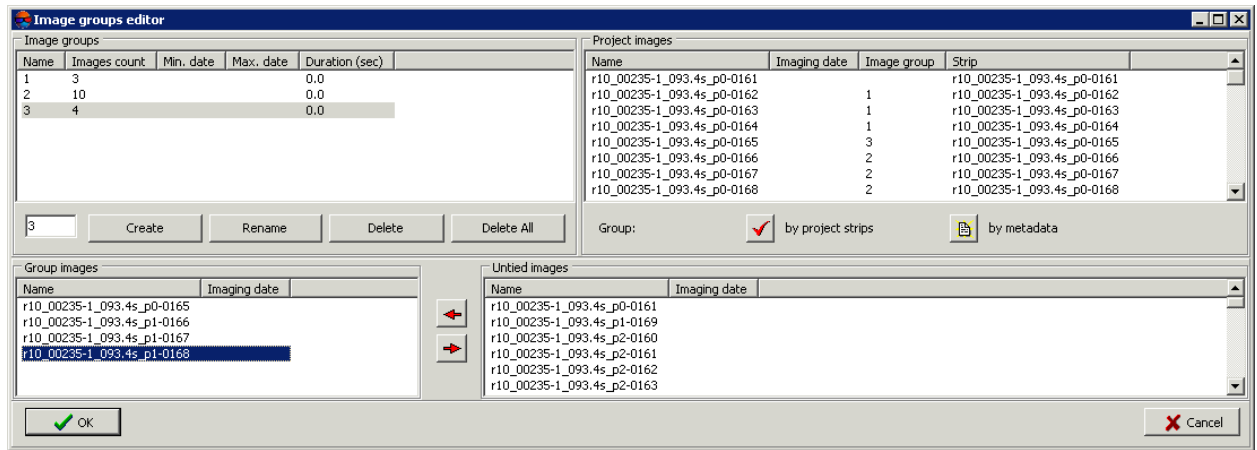 Image groups editor
Image groups
Name Images count Min. date Max. date Duration (sec)
1 3 0.0
2 10 0.0
3 4 0.0
3 Create Rename Delete Delete All
Project images
Name Imaging date Image group Strip
r10_00235-1_093.4s_p0-0161 r10_00235-1_093.4s_p0-0161
r10_00235-1_093.4s_p0-0162 1 r10_00235-1_093.4s_p0-0162
r10_00235-1_093.4s_p0-0163 1 r10_00235-1_093.4s_p0-0163
r10_00235-1_093.4s_p0-0164 1 r10_00235-1_093.4s_p0-0164
r10_00235-1_093.4s_p0-0165 3 r10_00235-1_093.4s_p0-0165
r10_00235-1_093.4s_p0-0166 2 r10_00235-1_093.4s_p0-0166
r10_00235-1_093.4s_p0-0167 2 r10_00235-1_093.4s_p0-0167
r10_00235-1_093.4s_p0-0168 2 r10_00235-1_093.4s_p0-0168
Group: by project strips by metadata
Group images
Name Imaging date
r10_00235-1_093.4s_p0-0165
r10_00235-1_093.4s_p1-0166
r10_00235-1_093.4s_p1-0167
r10_00235-1_093.4s_p1-0168
Untied images
Name Imaging date
r10_00235-1_093.4s_p0-0161
r10_00235-1_093.4s_p1-0169
r10_00235-1_093.4s_p2-0160
r10_00235-1_093.4s_p2-0161
r10_00235-1_093.4s_p2-0162
r10_00235-1_093.4s_p2-0163
OK Cancel